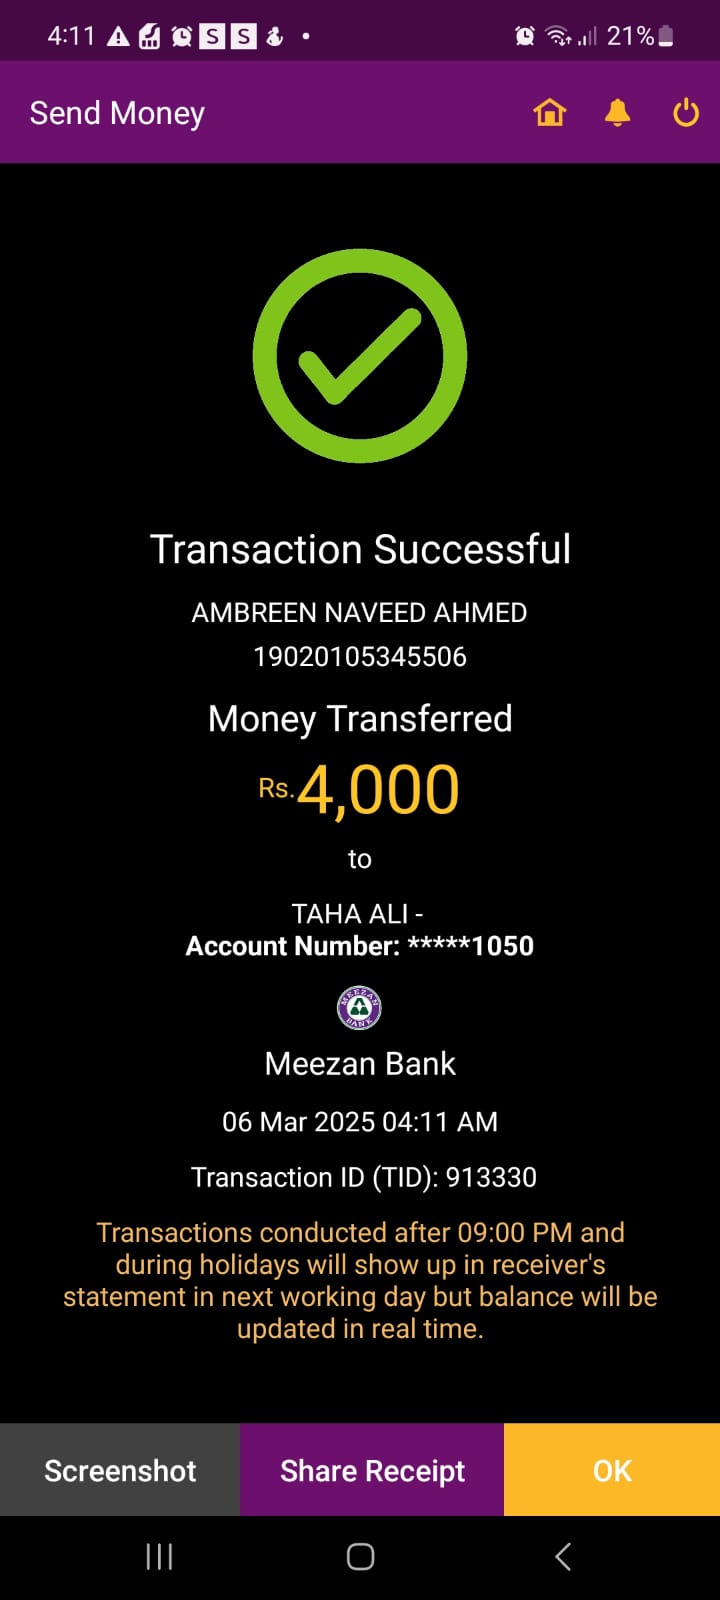 4:11
S S
21%
Send Money
Transaction Successful
AMBREEN NAVEED AHMED
19020105345506
Money Transferred
Rs.4,000
to
TAHA ALI -
Account Number: *****1050
MEEZAN BANK
Meezan Bank
06 Mar 2025 04:11 AM
Transaction ID (TID): 913330
Transactions conducted after 09:00 PM and
during holidays will show up in receiver's
statement in next working day but balance will be
updated in real time.
Screenshot
Share Receipt
OK